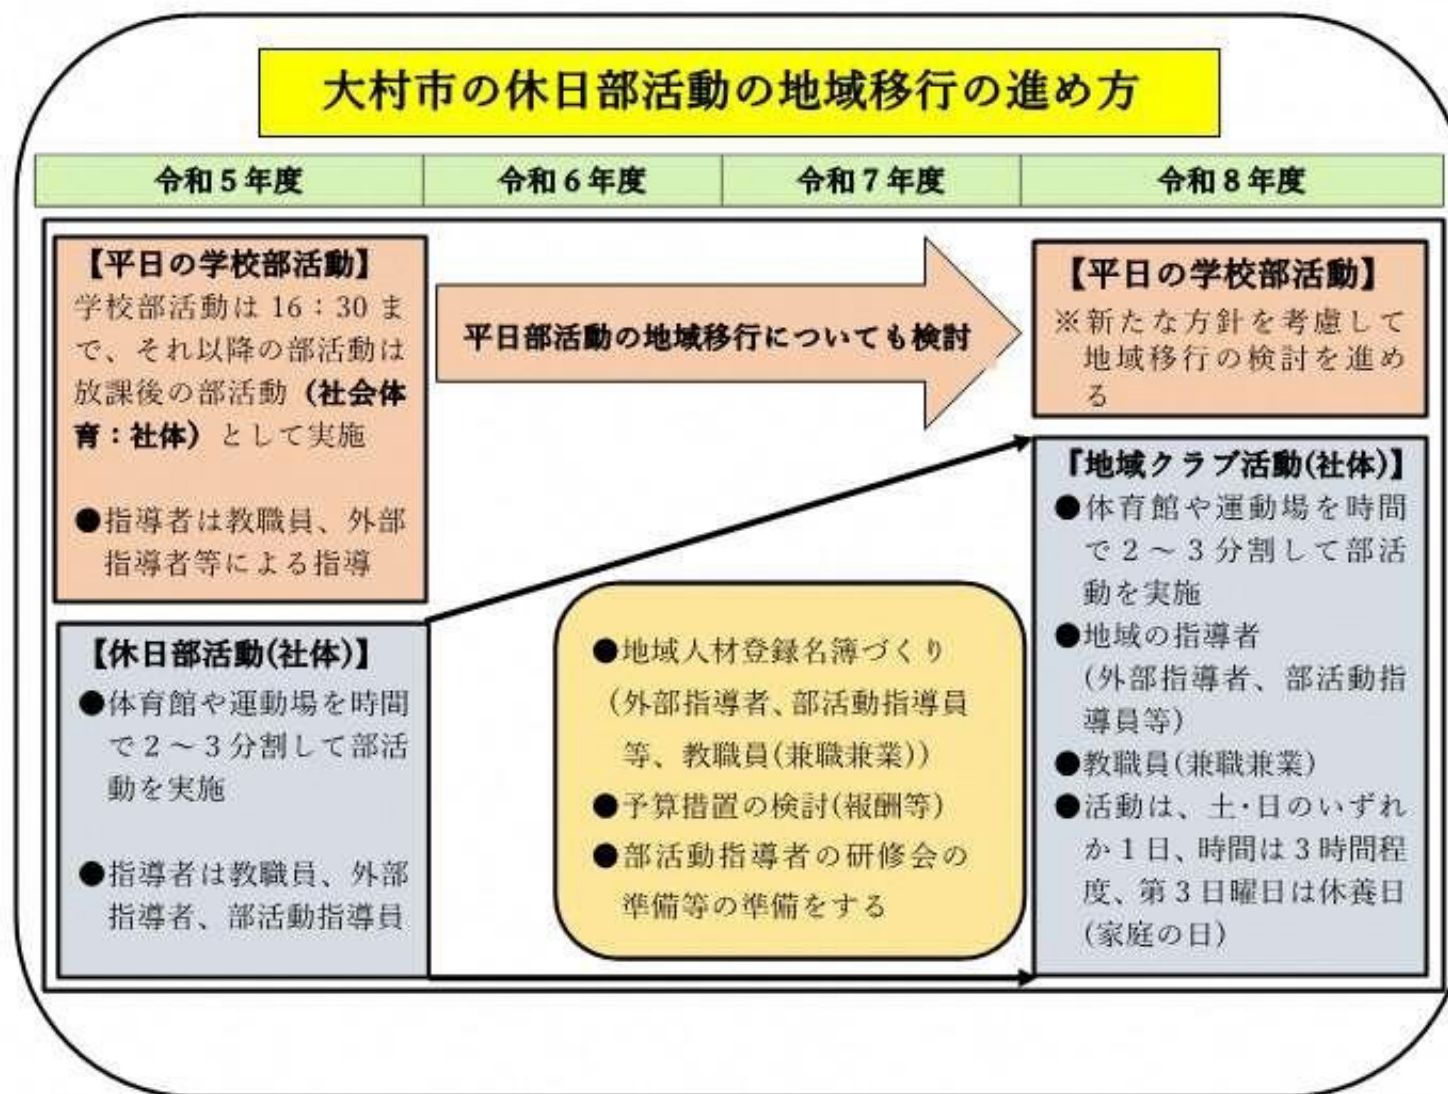 大村市の休日部活動の地域移行の進め方
令和５年度
令和６年度
令和７年度
令和８年度
【平日の学校部活動】
学校部活動は 16：30 ま
で、それ以降の部活動は
放課後の部活動（社会体
育：社体）として実施
●指導者は教職員、外部
指導者等による指導
【休日部活動(社体)】
●体育館や運動場を時間
で２～３分割して部活
動を実施
●指導者は教職員、外部
指導者、部活動指導員
平日部活動の地域移行についても検討
●地域人材登録名簿づくり
（外部指導者、部活動指導員
等、教職員(兼職兼業)）
●予算措置の検討(報酬等)
●部活動指導者の研修会の
準備等の準備をする
【平日の学校部活動】
※新たな方針を考慮して
地域移行の検討を進め
る
『地域クラブ活動(社体)】
●体育館や運動場を時間
で２～３分割して部活
動を実施
●地域の指導者
(外部指導者、部活動指
導員等)
●教職員(兼職兼業)
●活動は、土･日のいずれ
か１日、時間は３時間程
度、第３日曜日は休養日
(家庭の日)